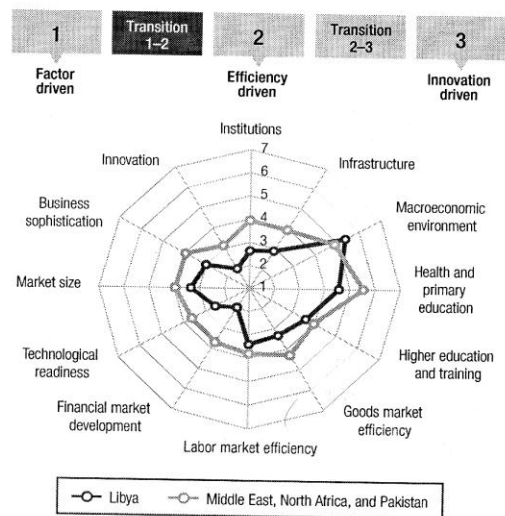 1
Transition
1–2
2
Transition
2–3
3
Factor
driven
Efficiency
driven
Innovation
driven
Institutions
Innovation
7
Infrastructure
6
Business
sophistication
5
Macroeconomic
environment
4
3
Market size
2
1
Health and
primary
education
Technological
readiness
Higher education
and training
Financial market
development
Goods market
efficiency
Labor market efficiency
Libya
Middle East, North Africa, and Pakistan